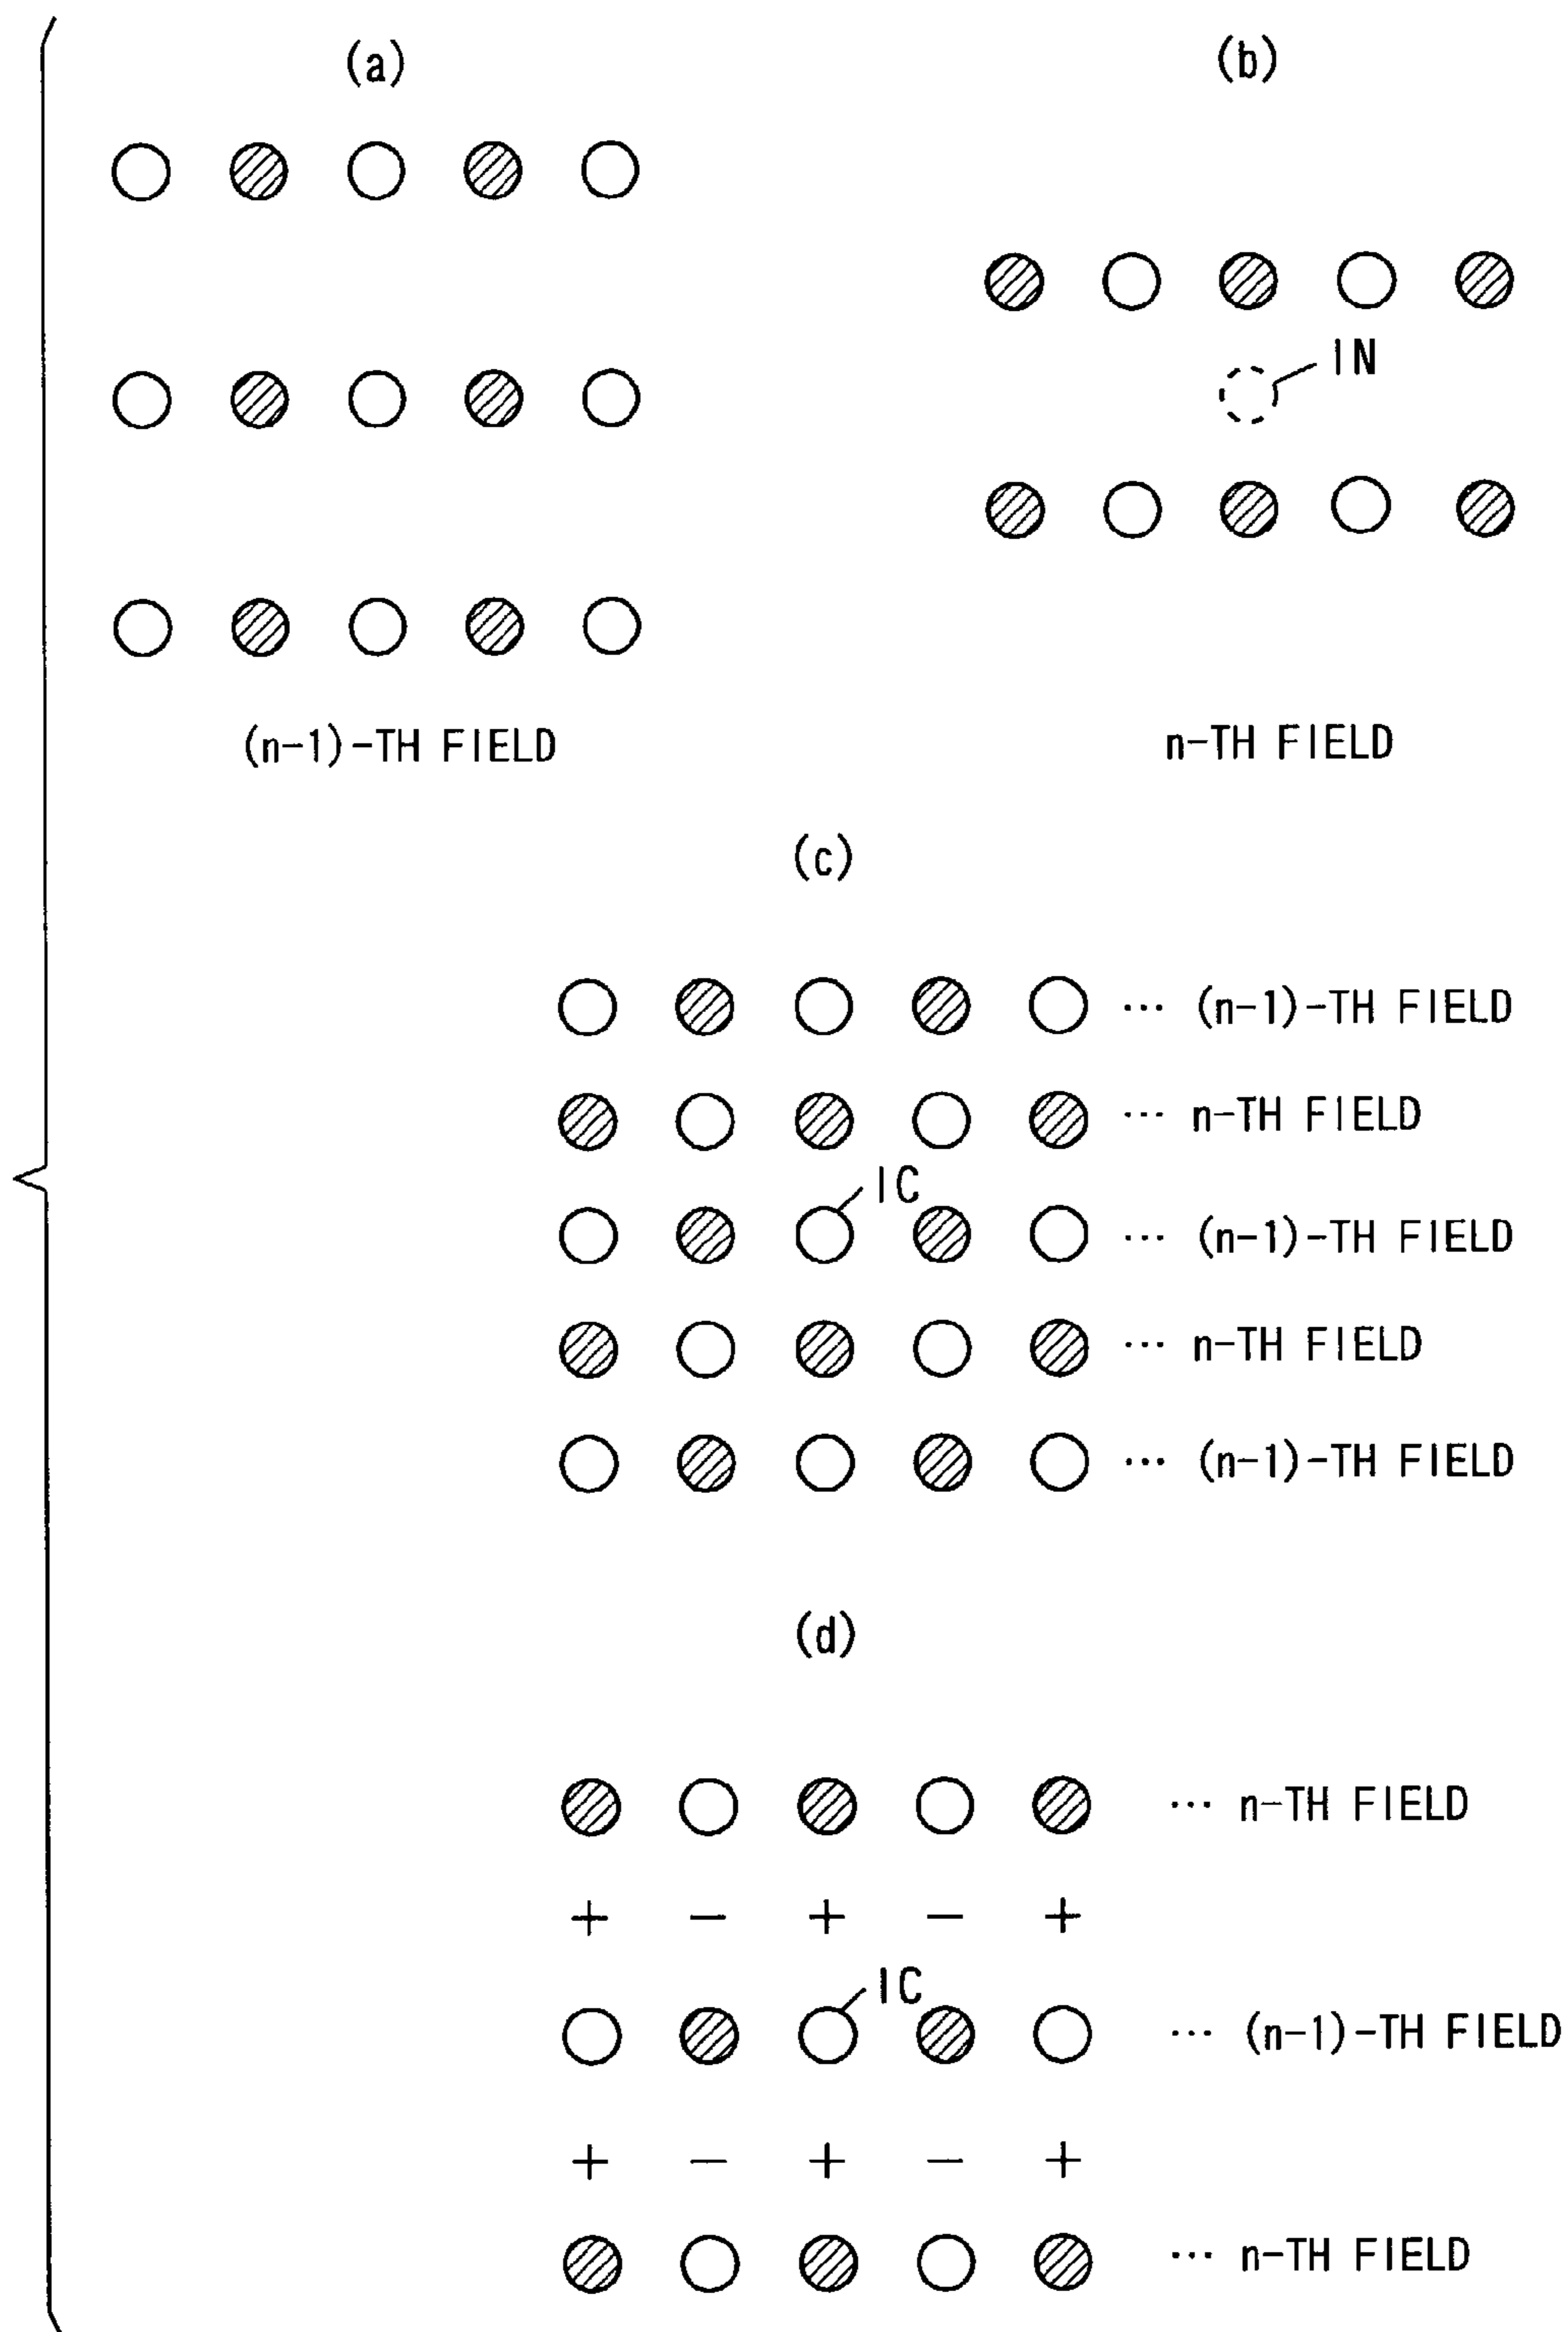 (a)
(b)
IN
(n-1)-TH FIELD
n-TH FIELD
(c)
... (n-1)-TH FIELD
... n-TH FIELD
IC
... (n-1)-TH FIELD
... n-TH FIELD
... (n-1)-TH FIELD
(d)
... n-TH FIELD
+ - + - +
IC
... (n-1)-TH FIELD
+ - + - +
... n-TH FIELD